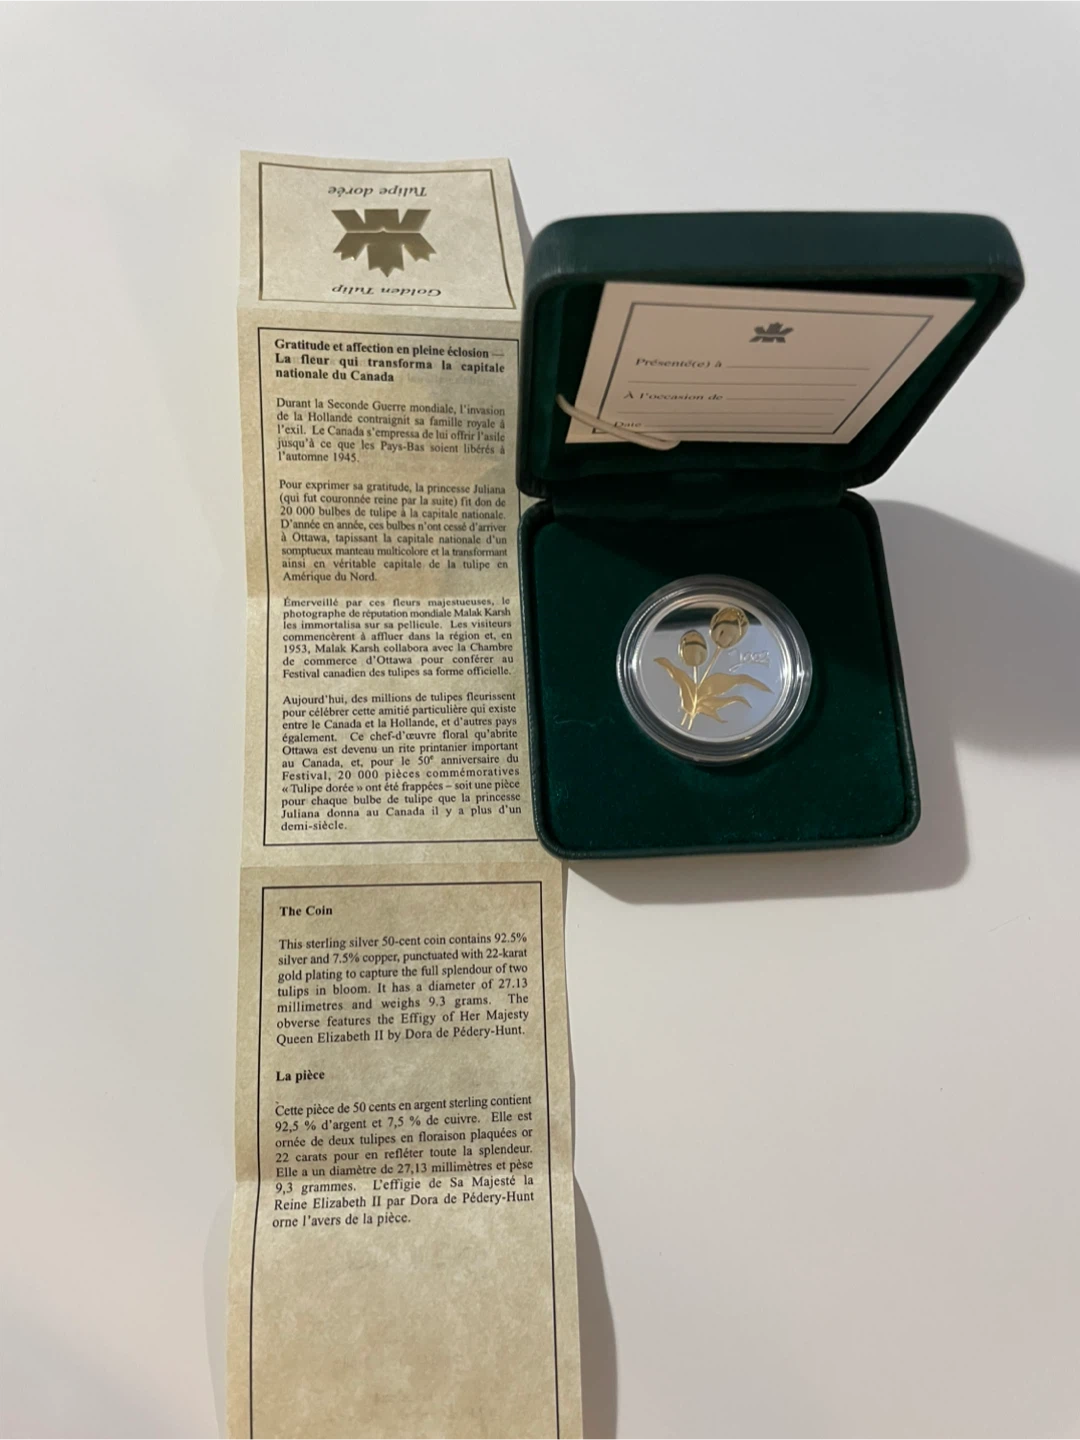 Tulipe dorée
Golden Tulip
Gratitude et affection en pleine éclosion —
La fleur qui transforma la capitale
nationale du Canada
Durant la Seconde Guerre mondiale, l'invasion
de la Hollande contraignit sa famille royale à
l'exil. Le Canada s'empressa de lui offrir l'asile
jusqu'à ce que les Pays-Bas soient libérés à
l'automne 1945.
Pour exprimer sa gratitude, la princesse Juliana
(qui fut couronnée reine par la suite) fit don de
20 000 bulbes de tulipe à la capitale nationale.
D'année en année, ces bulbes n'ont cessé d'arriver
à Ottawa, tapissant la capitale nationale d'un
somptueux manteau multicolore et la transformant
ainsi en véritable capitale de la tulipe en
Amérique du Nord.
Émerveillé par ces fleurs majestueuses, le
photographe de réputation mondiale Malak Karsh
les immortalisa sur sa pellicule. Les visiteurs
commencèrent à affluer dans la région et, en
1953, Malak Karsh collabora avec la Chambre
de commerce d'Ottawa pour conférer au
Festival canadien des tulipes sa forme officielle.
Aujourd'hui, des millions de tulipes fleurissent
pour célébrer cette amitié particulière qui existe
entre le Canada et la Hollande, et d'autres pays
également. Ce chef-d'œuvre floral qu'abrite
Ottawa est devenu un rite printanier important
au Canada, et, pour le 50e anniversaire du
Festival, 20 000 pièces commémoratives
« Tulipe dorée » ont été frappées – soit une pièce
pour chaque bulbe de tulipe que la princesse
Juliana donna au Canada il y a plus d'un
demi-siècle.
The Coin
This sterling silver 50-cent coin contains 92.5%
silver and 7.5% copper, punctuated with 22-karat
gold plating to capture the full splendour of two
tulips in bloom. It has a diameter of 27.13
millimetres and weighs 9.3 grams. The
obverse features the Effigy of Her Majesty
Queen Elizabeth II by Dora de Pédery-Hunt.
La pièce
Cette pièce de 50 cents en argent sterling contient
92,5 % d'argent et 7,5 % de cuivre. Elle est
ornée de deux tulipes en floraison plaquées or
22 carats pour en refléter toute la splendeur.
Elle a un diamètre de 27,13 millimètres et pèse
9,3 grammes. L'effigie de Sa Majesté la
Reine Elizabeth II par Dora de Pédery-Hunt
orne l'avers de la pièce.
Présenté(e) à
À l'occasion de
Date